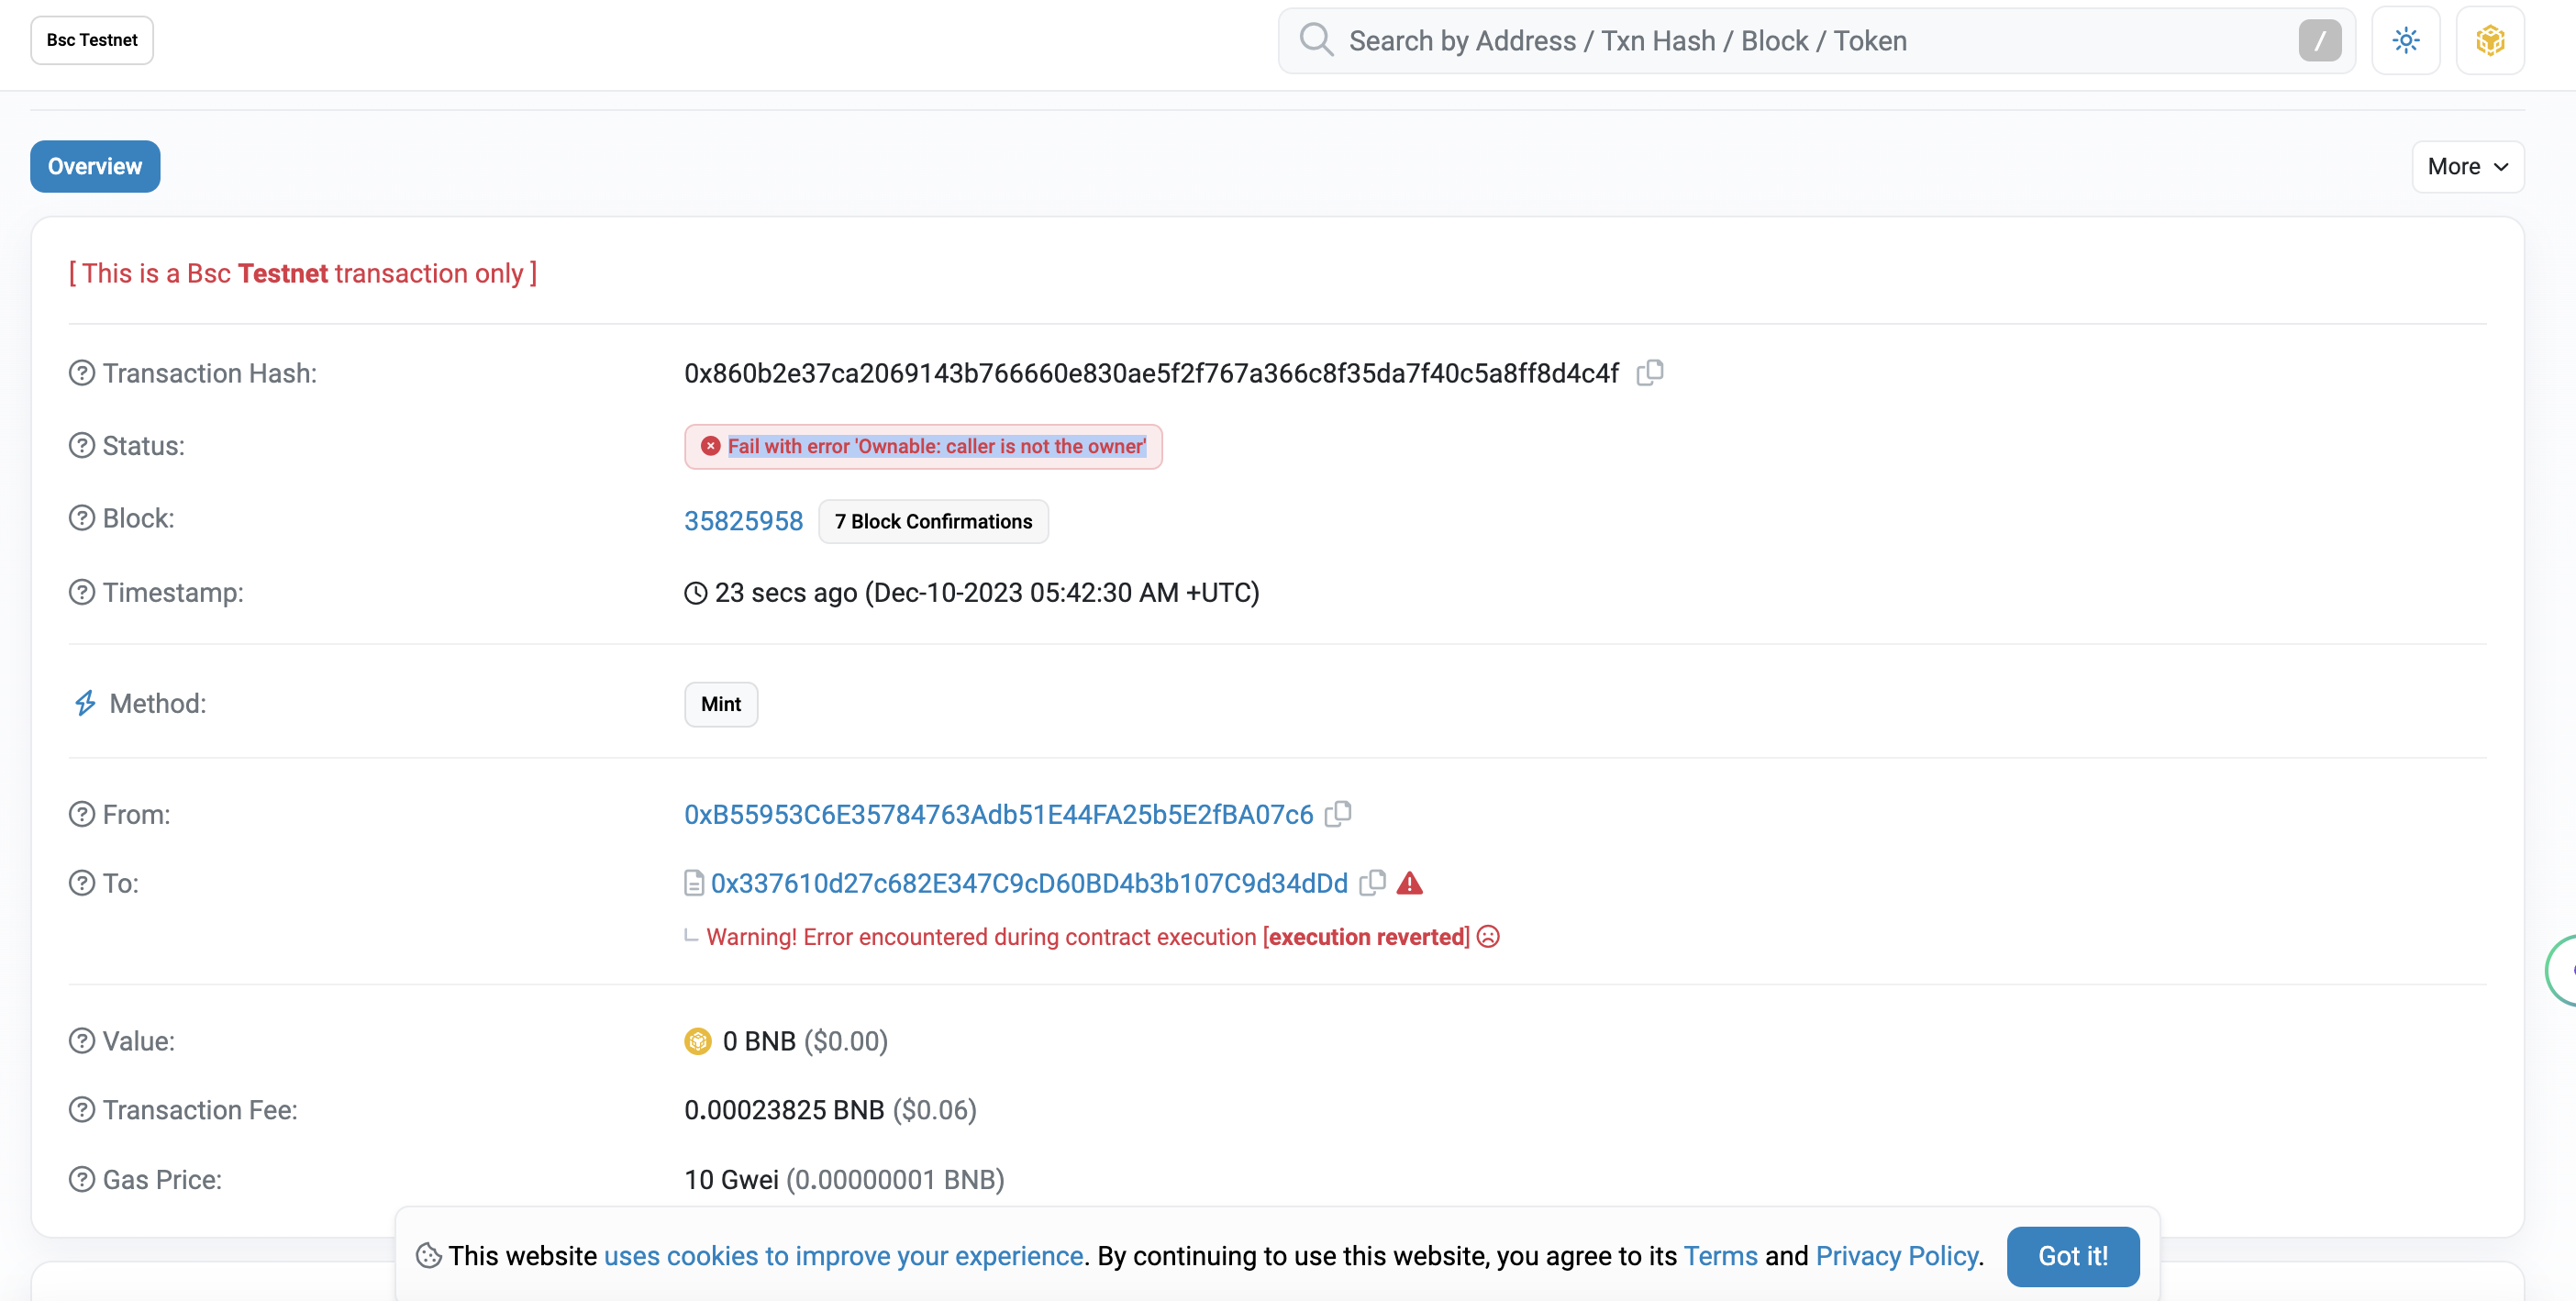 Bsc Testnet
Search by Address / Txn Hash / Block / Token
/
Overview
More
[ This is a Bsc Testnet transaction only ]
Transaction Hash:
0x860b2e37ca2069143b766660e830ae5f2f767a366c8f35da7f40c5a8ff8d4c4f
Status:
Fail with error 'Ownable: caller is not the owner'
Block:
35825958
7 Block Confirmations
Timestamp:
23 secs ago (Dec-10-2023 05:42:30 AM +UTC)
Method:
Mint
From:
0xB55953C6E35784763Adb51E44FA25b5E2fBA07c6
To:
0x337610d27c682E347C9cD60BD4b3b107C9d34dDd
Warning! Error encountered during contract execution [execution reverted]
Value:
0 BNB ($0.00)
Transaction Fee:
0.00023825 BNB ($0.06)
Gas Price:
10 Gwei (0.00000001 BNB)
This website uses cookies to improve your experience. By continuing to use this website, you agree to its Terms and Privacy Policy.
Got it!